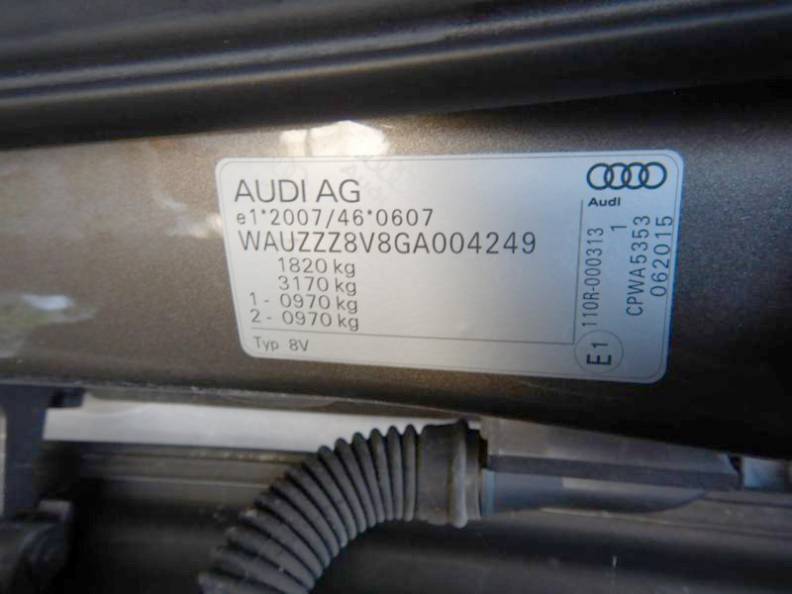 AUDI AG
e1*2007/46*0607
WAUZZZ8V8GA004249
1820 kg
3170 kg
1 - 0970 kg
2 - 0970 kg
Typ 8V
Audi
E1
110R-000313
1
CPWA5353
062015